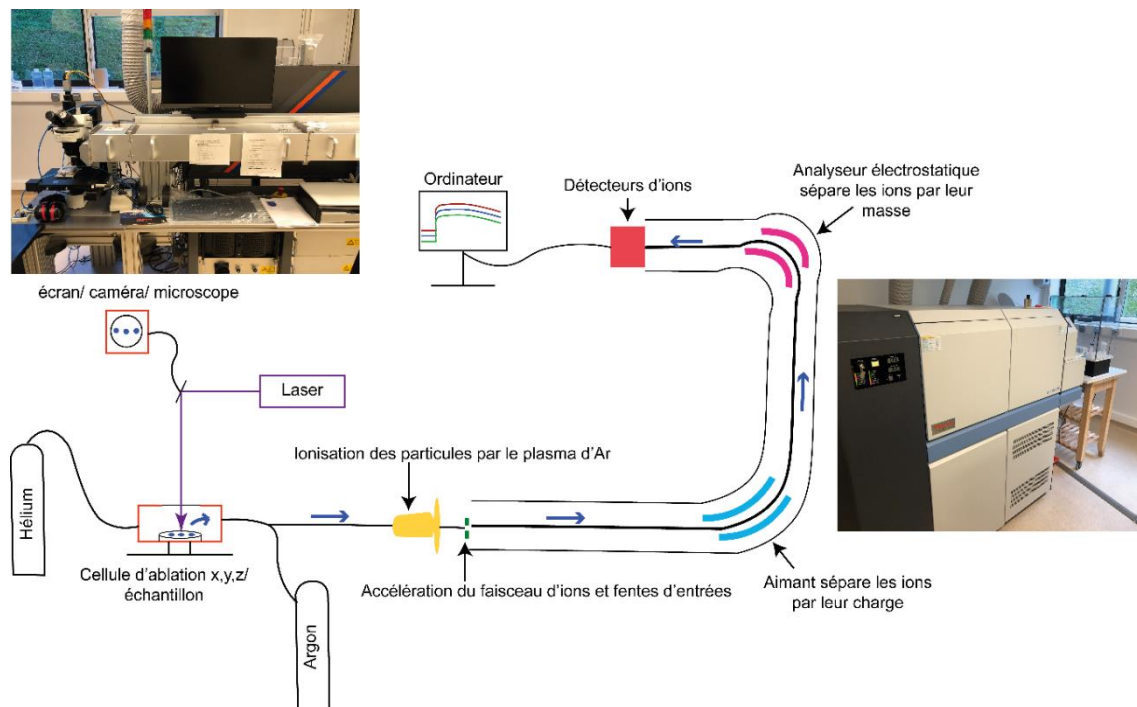 écran/ caméra/ microscope
Ordinateur
Détecteurs d'ions
Analyseur électrostatique
sépare les ions par leur
masse
Laser
Hélium
Ionisation des particules par le plasma d'Ar
Cellule d'ablation x,y,z/
échantillon
Accélération du faisceau d'ions et fentes d'entrées
Argon
Aimant sépare les ions
par leur charge